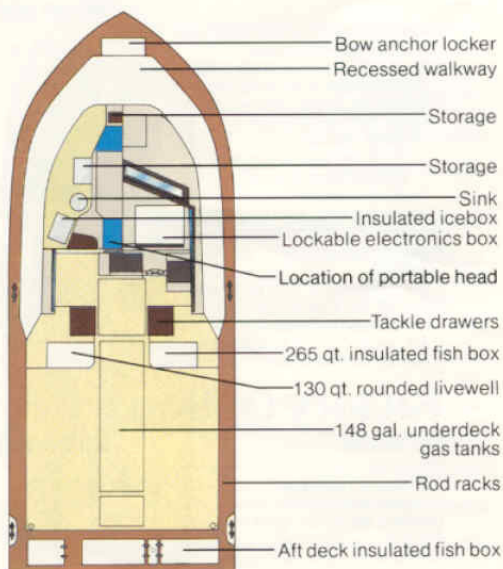 Bow anchor locker
Recessed walkway
Storage
Storage
Sink
Insulated icebox
Lockable electronics box
Location of portable head
Tackle drawers
265 qt. insulated fish box
130 qt. rounded livewell
148 gal. underdeck
gas tanks
Rod racks
Aft deck insulated fish box